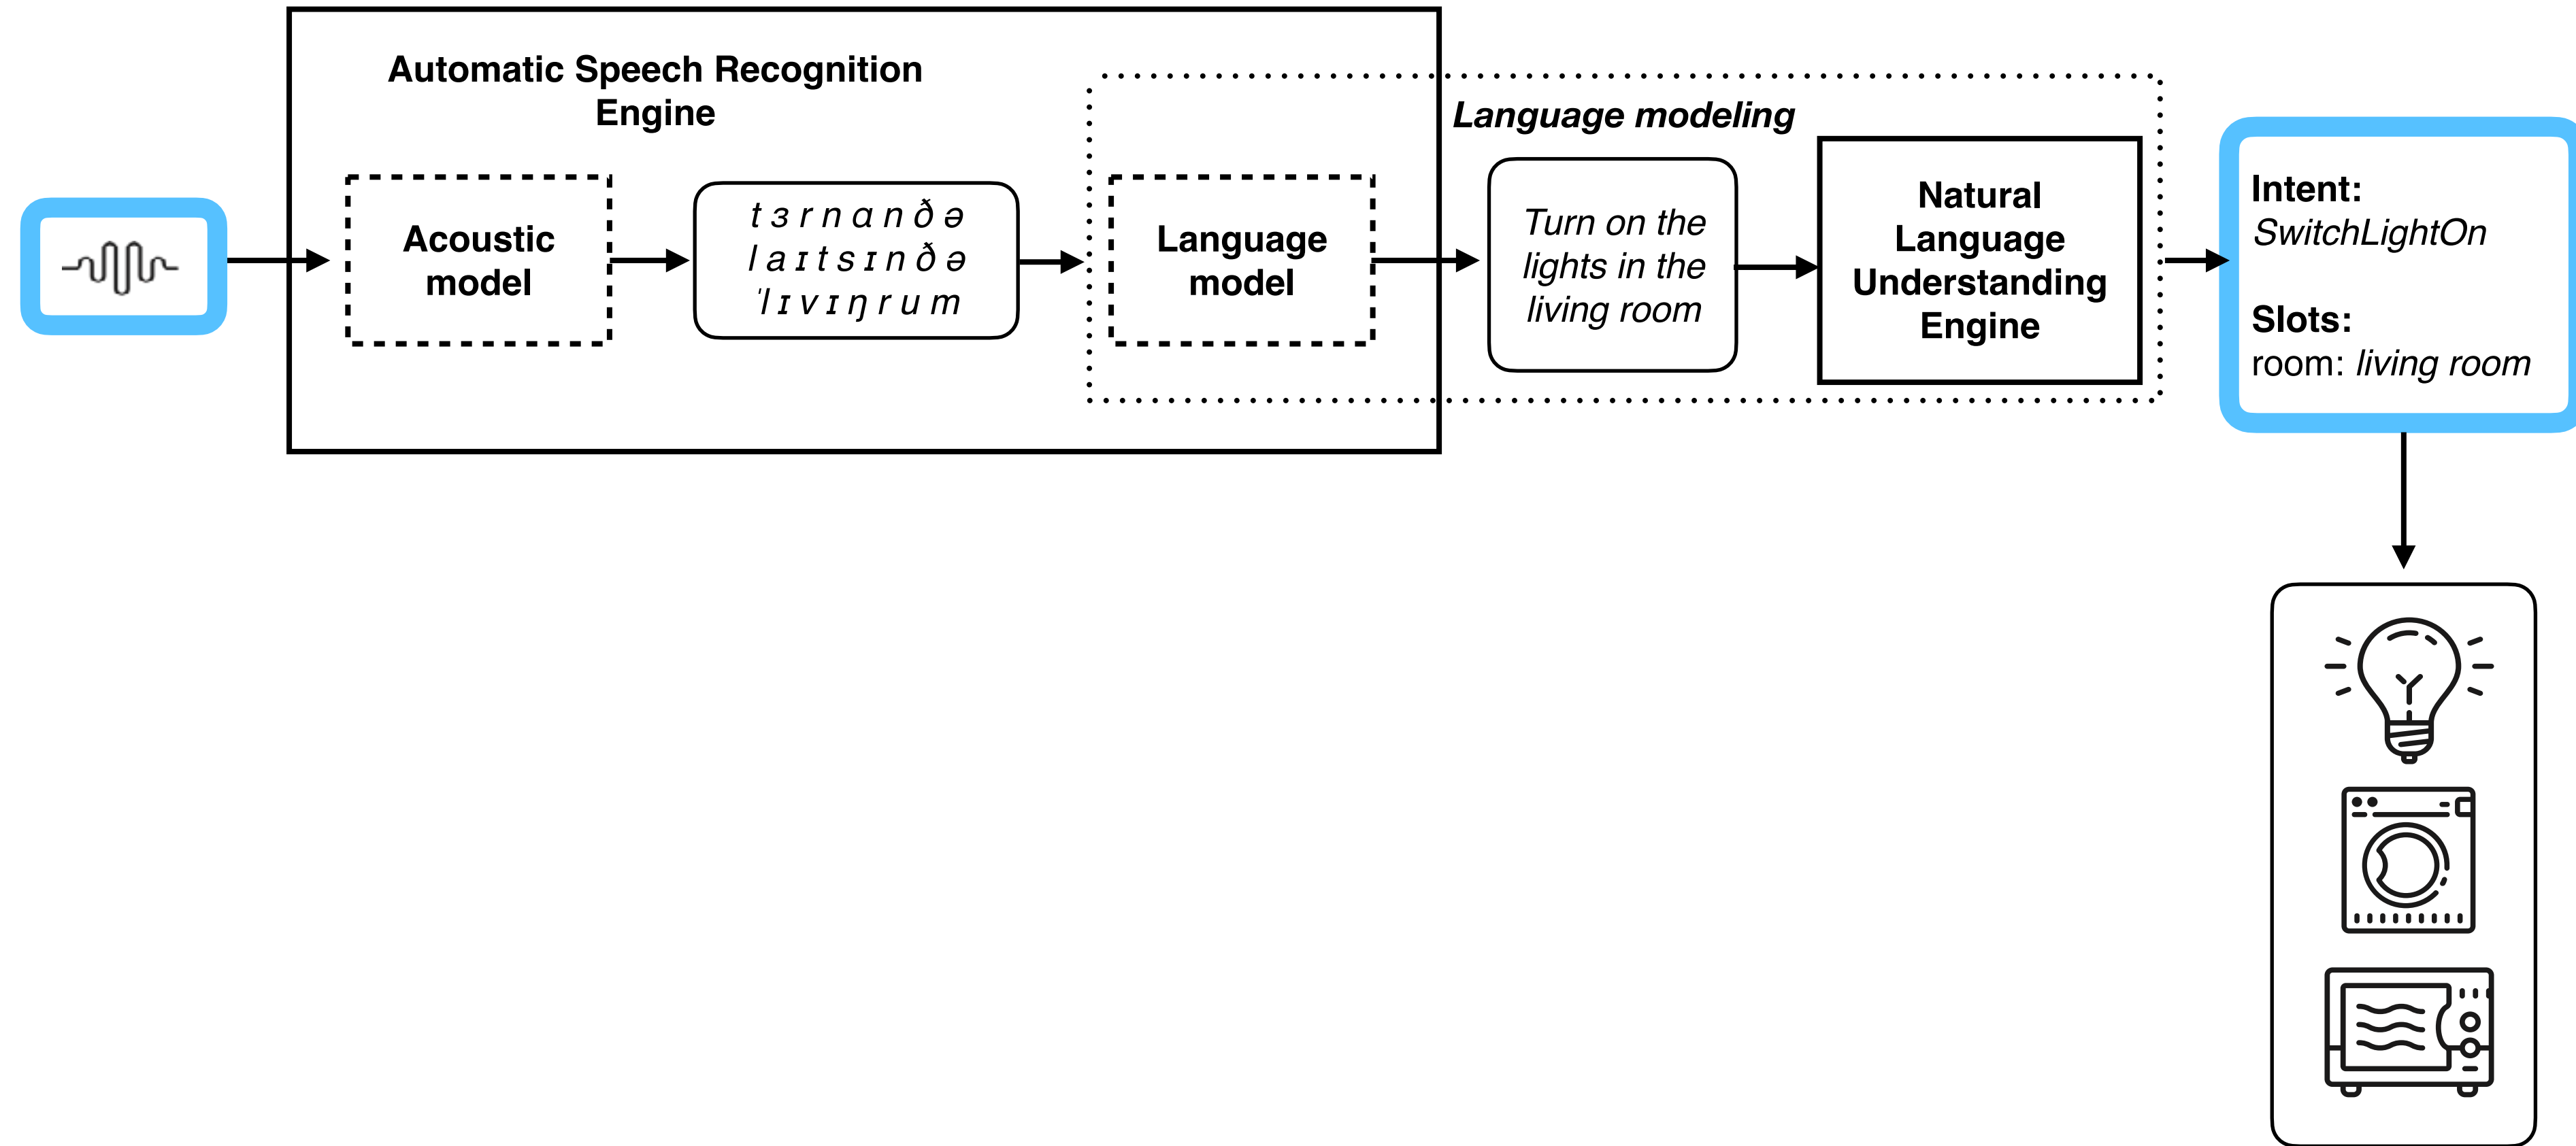 Automatic Speech Recognition
Engine
Acoustic
model
t ɜ r n ɑ n ð ə
l a ɪ t s ɪ n ð ə
ˈl ɪ v ɪ ŋ r u m
Language modeling
Language
model
Turn on the
lights in the
living room
Natural
Language
Understanding
Engine
Intent:
SwitchLightOn
Slots:
room: living room